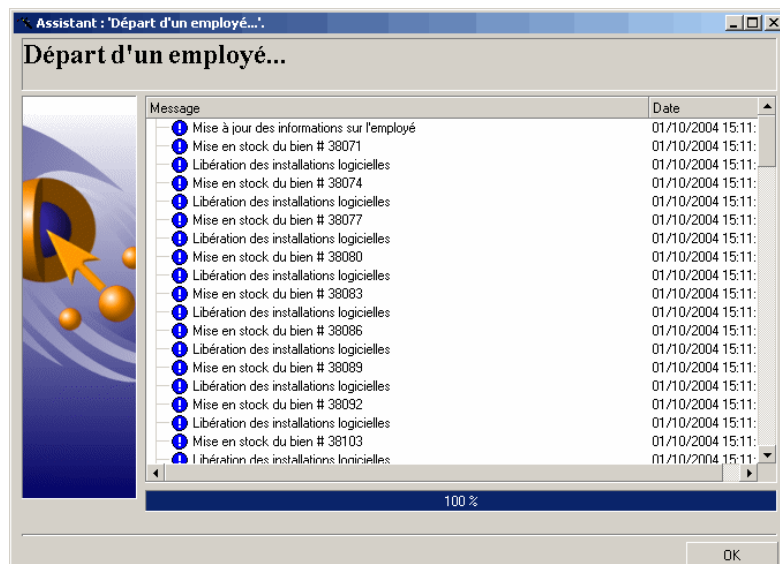 Assistant : 'Départ d'un employé...'.
Départ d'un employé...
Message Date
Mise à jour des informations sur l'employé 01/10/2004 15:11:
Mise en stock du bien # 38071 01/10/2004 15:11:
Libération des installations logicielles 01/10/2004 15:11:
Mise en stock du bien # 38074 01/10/2004 15:11:
Libération des installations logicielles 01/10/2004 15:11:
Mise en stock du bien # 38077 01/10/2004 15:11:
Libération des installations logicielles 01/10/2004 15:11:
Mise en stock du bien # 38080 01/10/2004 15:11:
Libération des installations logicielles 01/10/2004 15:11:
Mise en stock du bien # 38083 01/10/2004 15:11:
Libération des installations logicielles 01/10/2004 15:11:
Mise en stock du bien # 38086 01/10/2004 15:11:
Libération des installations logicielles 01/10/2004 15:11:
Mise en stock du bien # 38089 01/10/2004 15:11:
Libération des installations logicielles 01/10/2004 15:11:
Mise en stock du bien # 38092 01/10/2004 15:11:
Libération des installations logicielles 01/10/2004 15:11:
Mise en stock du bien # 38103 01/10/2004 15:11:
Libération des installations logicielles 01/10/2004 15:11:
100 %
OK